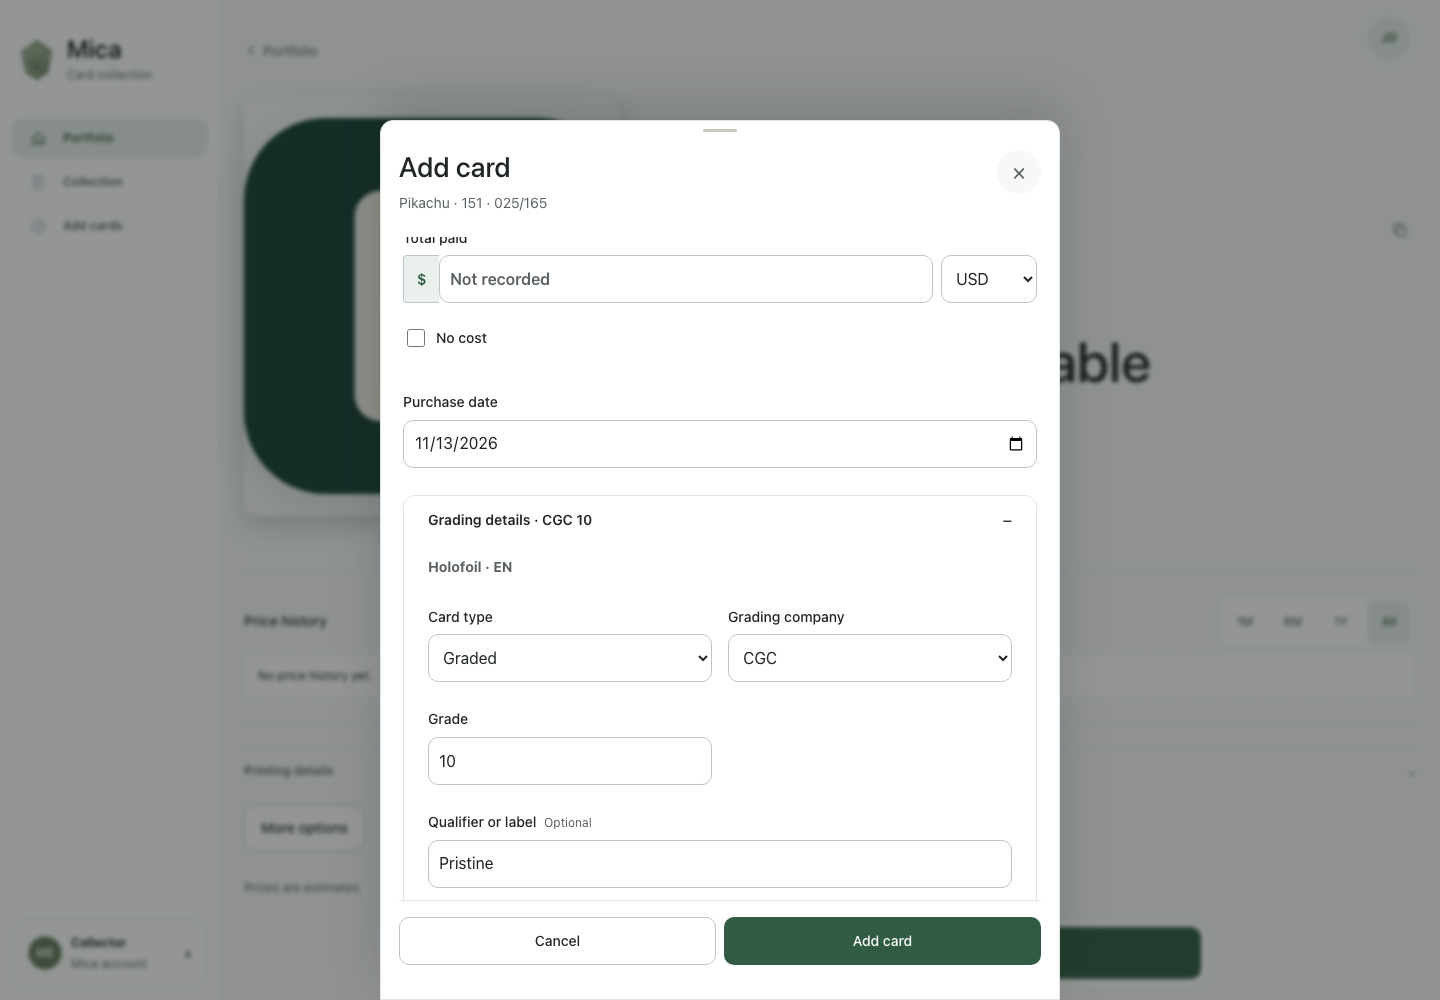 Mica
Card collection
Portfolio
Collection
Add cards
Portfolio
Add card
Pikachu · 151 · 025/165
Total paid
$
Not recorded
USD
No cost
Purchase date
11/13/2026
Grading details · CGC 10
–
Holofoil · EN
Card type
Grading company
Graded
CGC
Grade
10
Qualifier or label Optional
Pristine
Cancel
Add card
able
Price history
1M
6M
1Y
All
No price history yet.
Printing details
More options
Prices are estimates.
Collector
Mica account